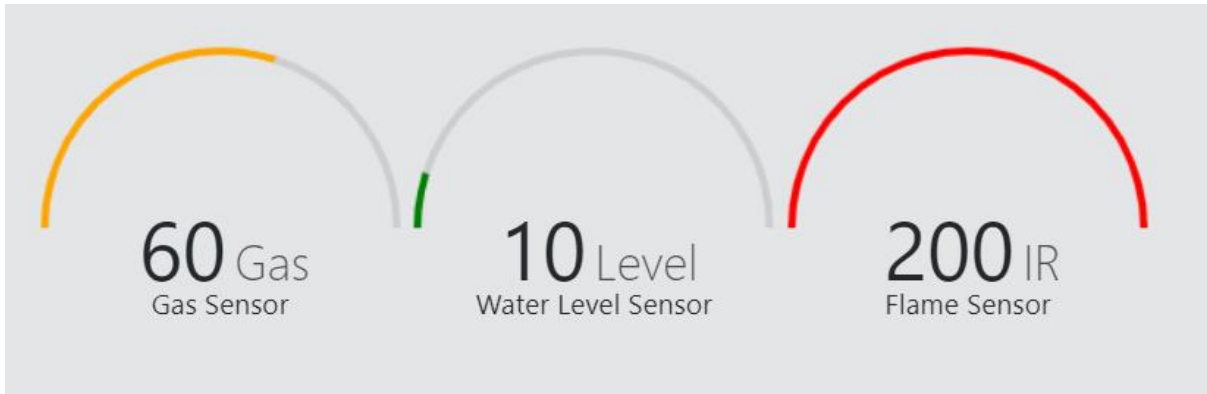 60 Gas
Gas Sensor
10 Level
Water Level Sensor
200 IR
Flame Sensor